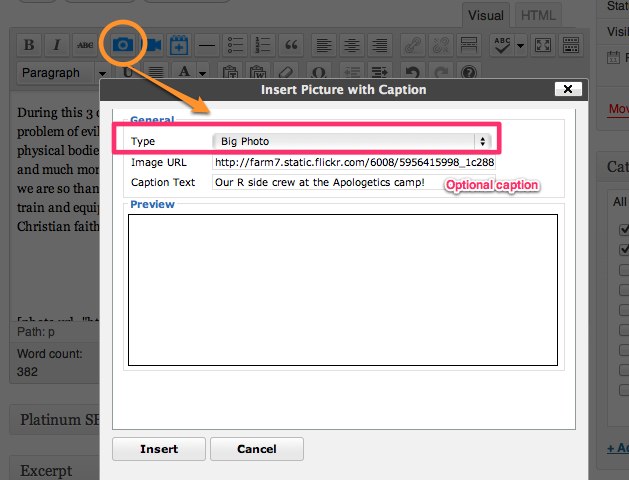 Visual
HTML
Stat
Visi
B I ABC
ABC
Paragraph
U
A
Insert Picture with Caption
Mov
During this 3 d
problem of evil
physical bodie
and much mor
we are so than
train and equip
Christian faith
General
Type
Big Photo
Image URL
http://farm7.static.flickr.com/6008/5956415998_1c288
Caption Text
Our R side crew at the Apologetics camp!
Optional caption
Preview
Cat
All
Path: p
Word count:
382
Platinum SE
Insert
Cancel
+ Ad
Excerpt